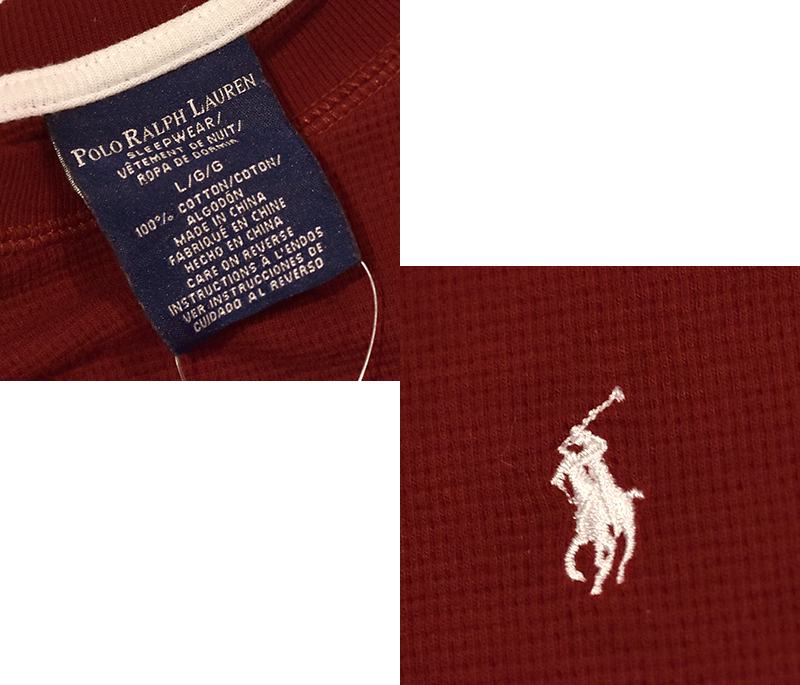 POLO RALPH LAUREN
SLEEPWEAR/
VÊTEMENT DE NUIT/
ROPA DE DORMIR
L/G/G
100% COTTON/COTON/
ALGODÓN
MADE IN CHINA
FABRIQUÉ EN CHINE
HECHO EN CHINA
CARE ON REVERSE
INSTRUCTIONS À L'ENDOS
VER INSTRUCCIONES DE
CUIDADO AL REVERSO